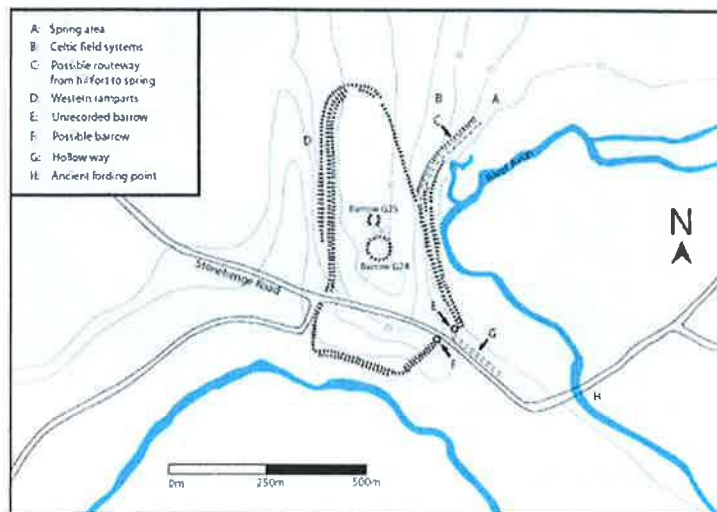 A: Spring area
B: Celtic field systems
C: Possible routeway
from hillfort to spring
D: Western ramparts
E: Unrecorded barrow
F: Possible barrow
G: Hollow way
H: Ancient fording point
B
A
C
D
River Avon
Barrow G25
N
Barrow G24
Stonehenge Road
E
G
F
H
0m
250m
500m